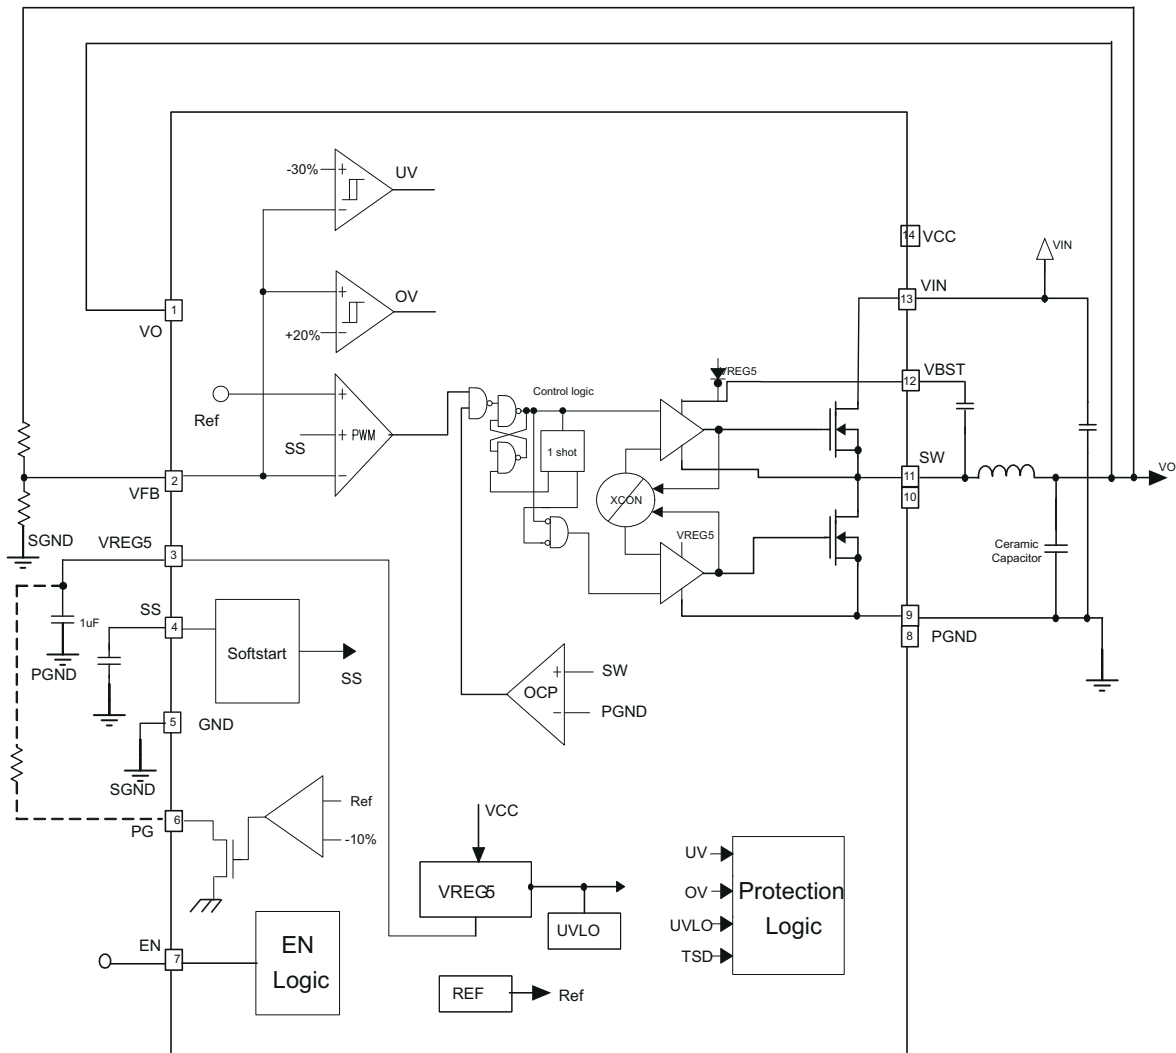 -30%
+
UV
-
14
VCC
VIN
VIN
13
1
VO
+
OV
+20%
-
VREG5
VBST
12
Ref
+
SS
+
PWM
-
Control logic
1 shot
XCON
SW
11
10
VO
2
VFB
SGND
VREG5
3
VREG5
Ceramic
Capacitor
1uF
SS
4
Softstart
SS
PGND
9
8
PGND
+
SW
OCP
-
PGND
5
GND
SGND
Ref
-10%
6
PG
VCC
VREG5
UVLO
UV
OV
UVLO
TSD
Protection
Logic
EN
7
EN
Logic
REF
Ref